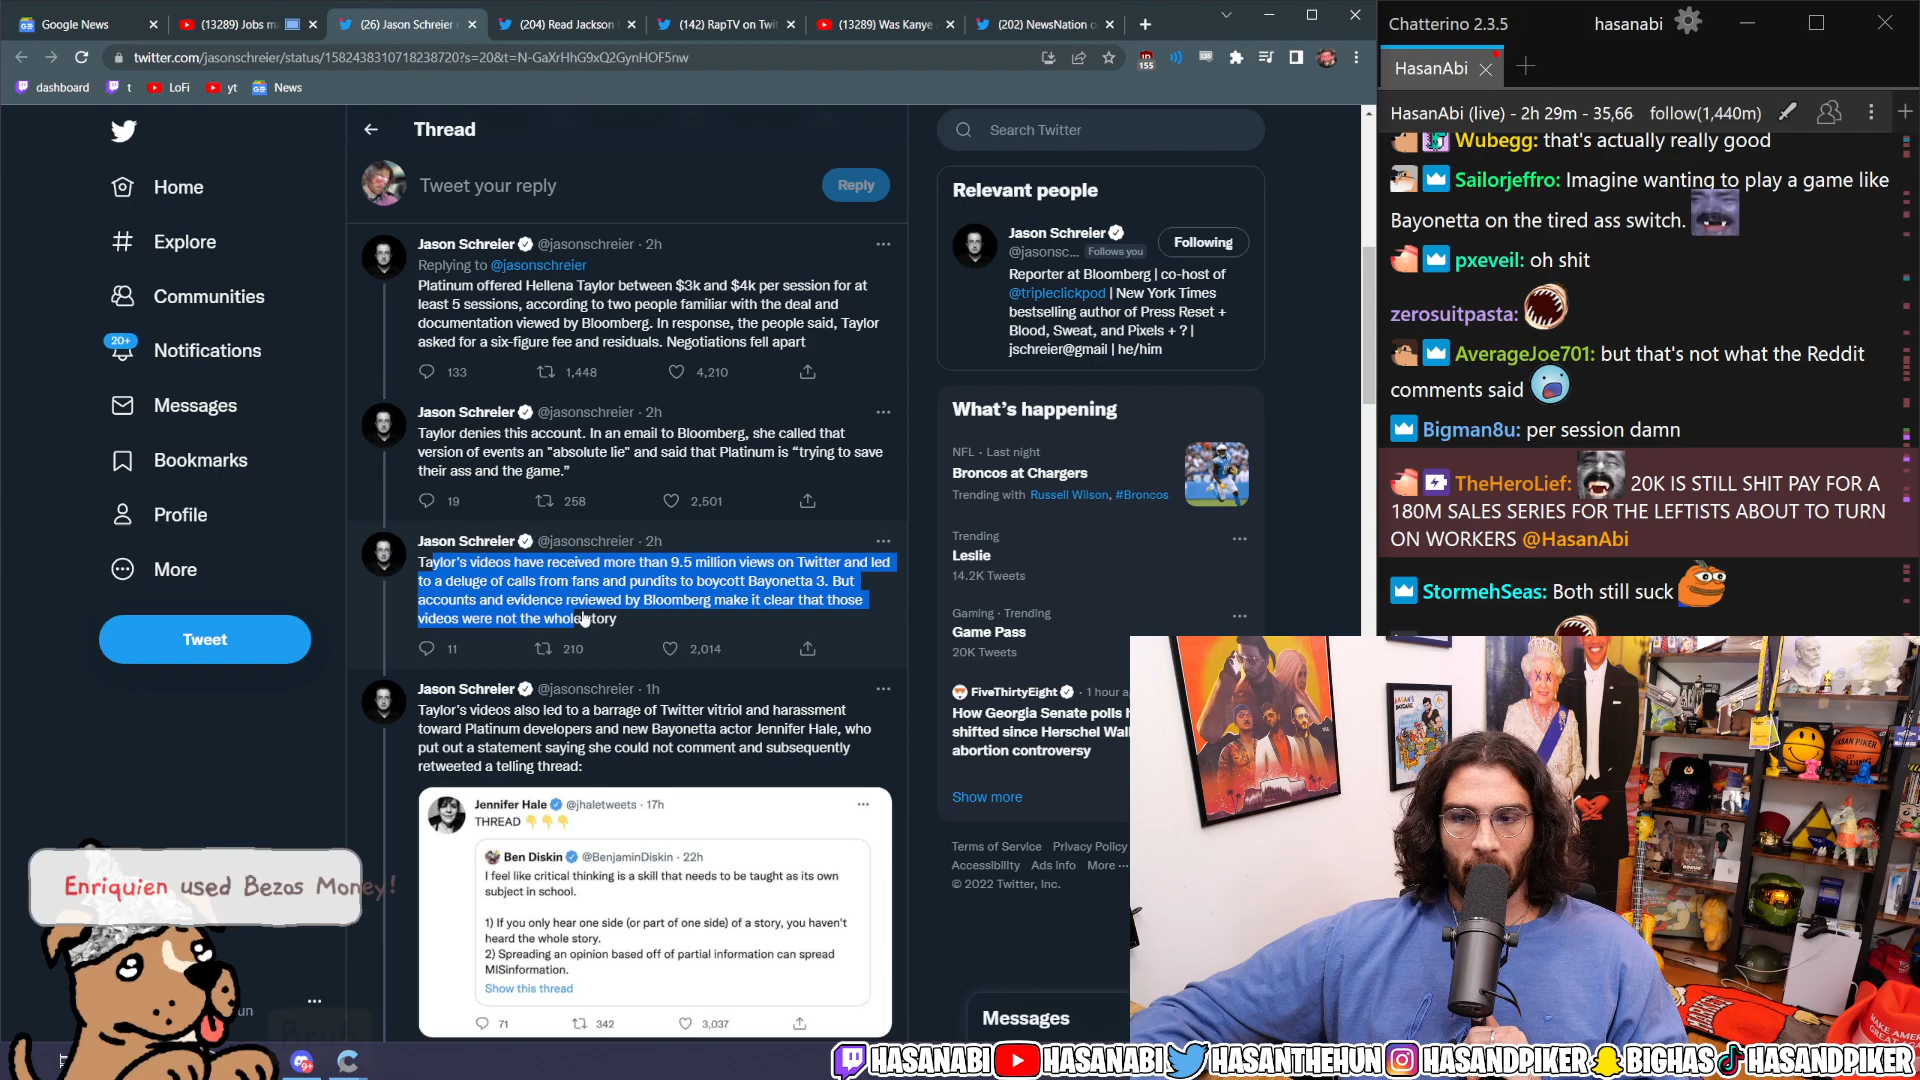 Google News
(13289) Jobs ma
(26) Jason Schreier
(204) Read Jackson
(142) RapTV on Twi
(13289) Was Kanye
(202) NewsNation o
twitter.com/jasonschreier/status/1582438310718238720?s=20&t=N-GaXrHhG9xQ2GynHOF5nw
155
dashboard
t
LoFi
yt
News
Home
Explore
Communities
20+
Notifications
Messages
Bookmarks
Profile
More
Tweet
Thread
Tweet your reply
Reply
Jason Schreier @jasonschreier · 2h
Replying to @jasonschreier
Platinum offered Hellena Taylor between $3k and $4k per session for at
least 5 sessions, according to two people familiar with the deal and
documentation viewed by Bloomberg. In response, the people said, Taylor
asked for a six-figure fee and residuals. Negotiations fell apart
133 1,448 4,210
Jason Schreier @jasonschreier · 2h
Taylor denies this account. In an email to Bloomberg, she called that
version of events an "absolute lie" and said that Platinum is “trying to save
their ass and the game.”
19 258 2,501
Jason Schreier @jasonschreier · 2h
Taylor's videos have received more than 9.5 million views on Twitter and led
to a deluge of calls from fans and pundits to boycott Bayonetta 3. But
accounts and evidence reviewed by Bloomberg make it clear that those
videos were not the whole story
11 210 2,014
Jason Schreier @jasonschreier · 1h
Taylor's videos also led to a barrage of Twitter vitriol and harassment
toward Platinum developers and new Bayonetta actor Jennifer Hale, who
put out a statement saying she could not comment and subsequently
retweeted a telling thread:
Jennifer Hale @jhaletweets · 17h
THREAD
Ben Diskin @BenjaminDiskin · 22h
I feel like critical thinking is a skill that needs to be taught as its own
subject in school.
1) If you only hear one side (or part of one side) of a story, you haven't
heard the whole story.
2) Spreading an opinion based off of partial information can spread
MISinformation.
Show this thread
71 342 3,037
Search Twitter
Relevant people
Jason Schreier
@jasonsc... Follows you
Following
Reporter at Bloomberg | co-host of
@tripleclickpod | New York Times
bestselling author of Press Reset +
Blood, Sweat, and Pixels + ? |
jschreier@gmail | he/him
What's happening
NFL · Last night
Broncos at Chargers
Trending with Russell Wilson, #Broncos
Trending
Leslie
14.2K Tweets
Gaming · Trending
Game Pass
20K Tweets
FiveThirtyEight · 1 hour a
How Georgia Senate polls h
shifted since Herschel Wal
abortion controversy
Show more
Terms of Service Privacy Policy
Accessibility Ads info More ...
© 2022 Twitter, Inc.
Messages
Chatterino 2.3.5
hasanabi
HasanAbi
HasanAbi (live) - 2h 29m - 35,66
follow(1,440m)
Wubegg: that's actually really good
Sailorjeffro: Imagine wanting to play a game like
Bayonetta on the tired ass switch.
pxeveil: oh shit
zerosuitpasta:
AverageJoe701: but that's not what the Reddit
comments said
Bigman8u: per session damn
TheHeroLief: 20K IS STILL SHIT PAY FOR A
180M SALES SERIES FOR THE LEFTISTS ABOUT TO TURN
ON WORKERS @HasanAbi
StormehSeas: Both still suck
Enriquien used Bezos Money!
un
HASANABI HASANABI HASANTHEHUN HASANDPIKER BIGHAS HASANDPIKER